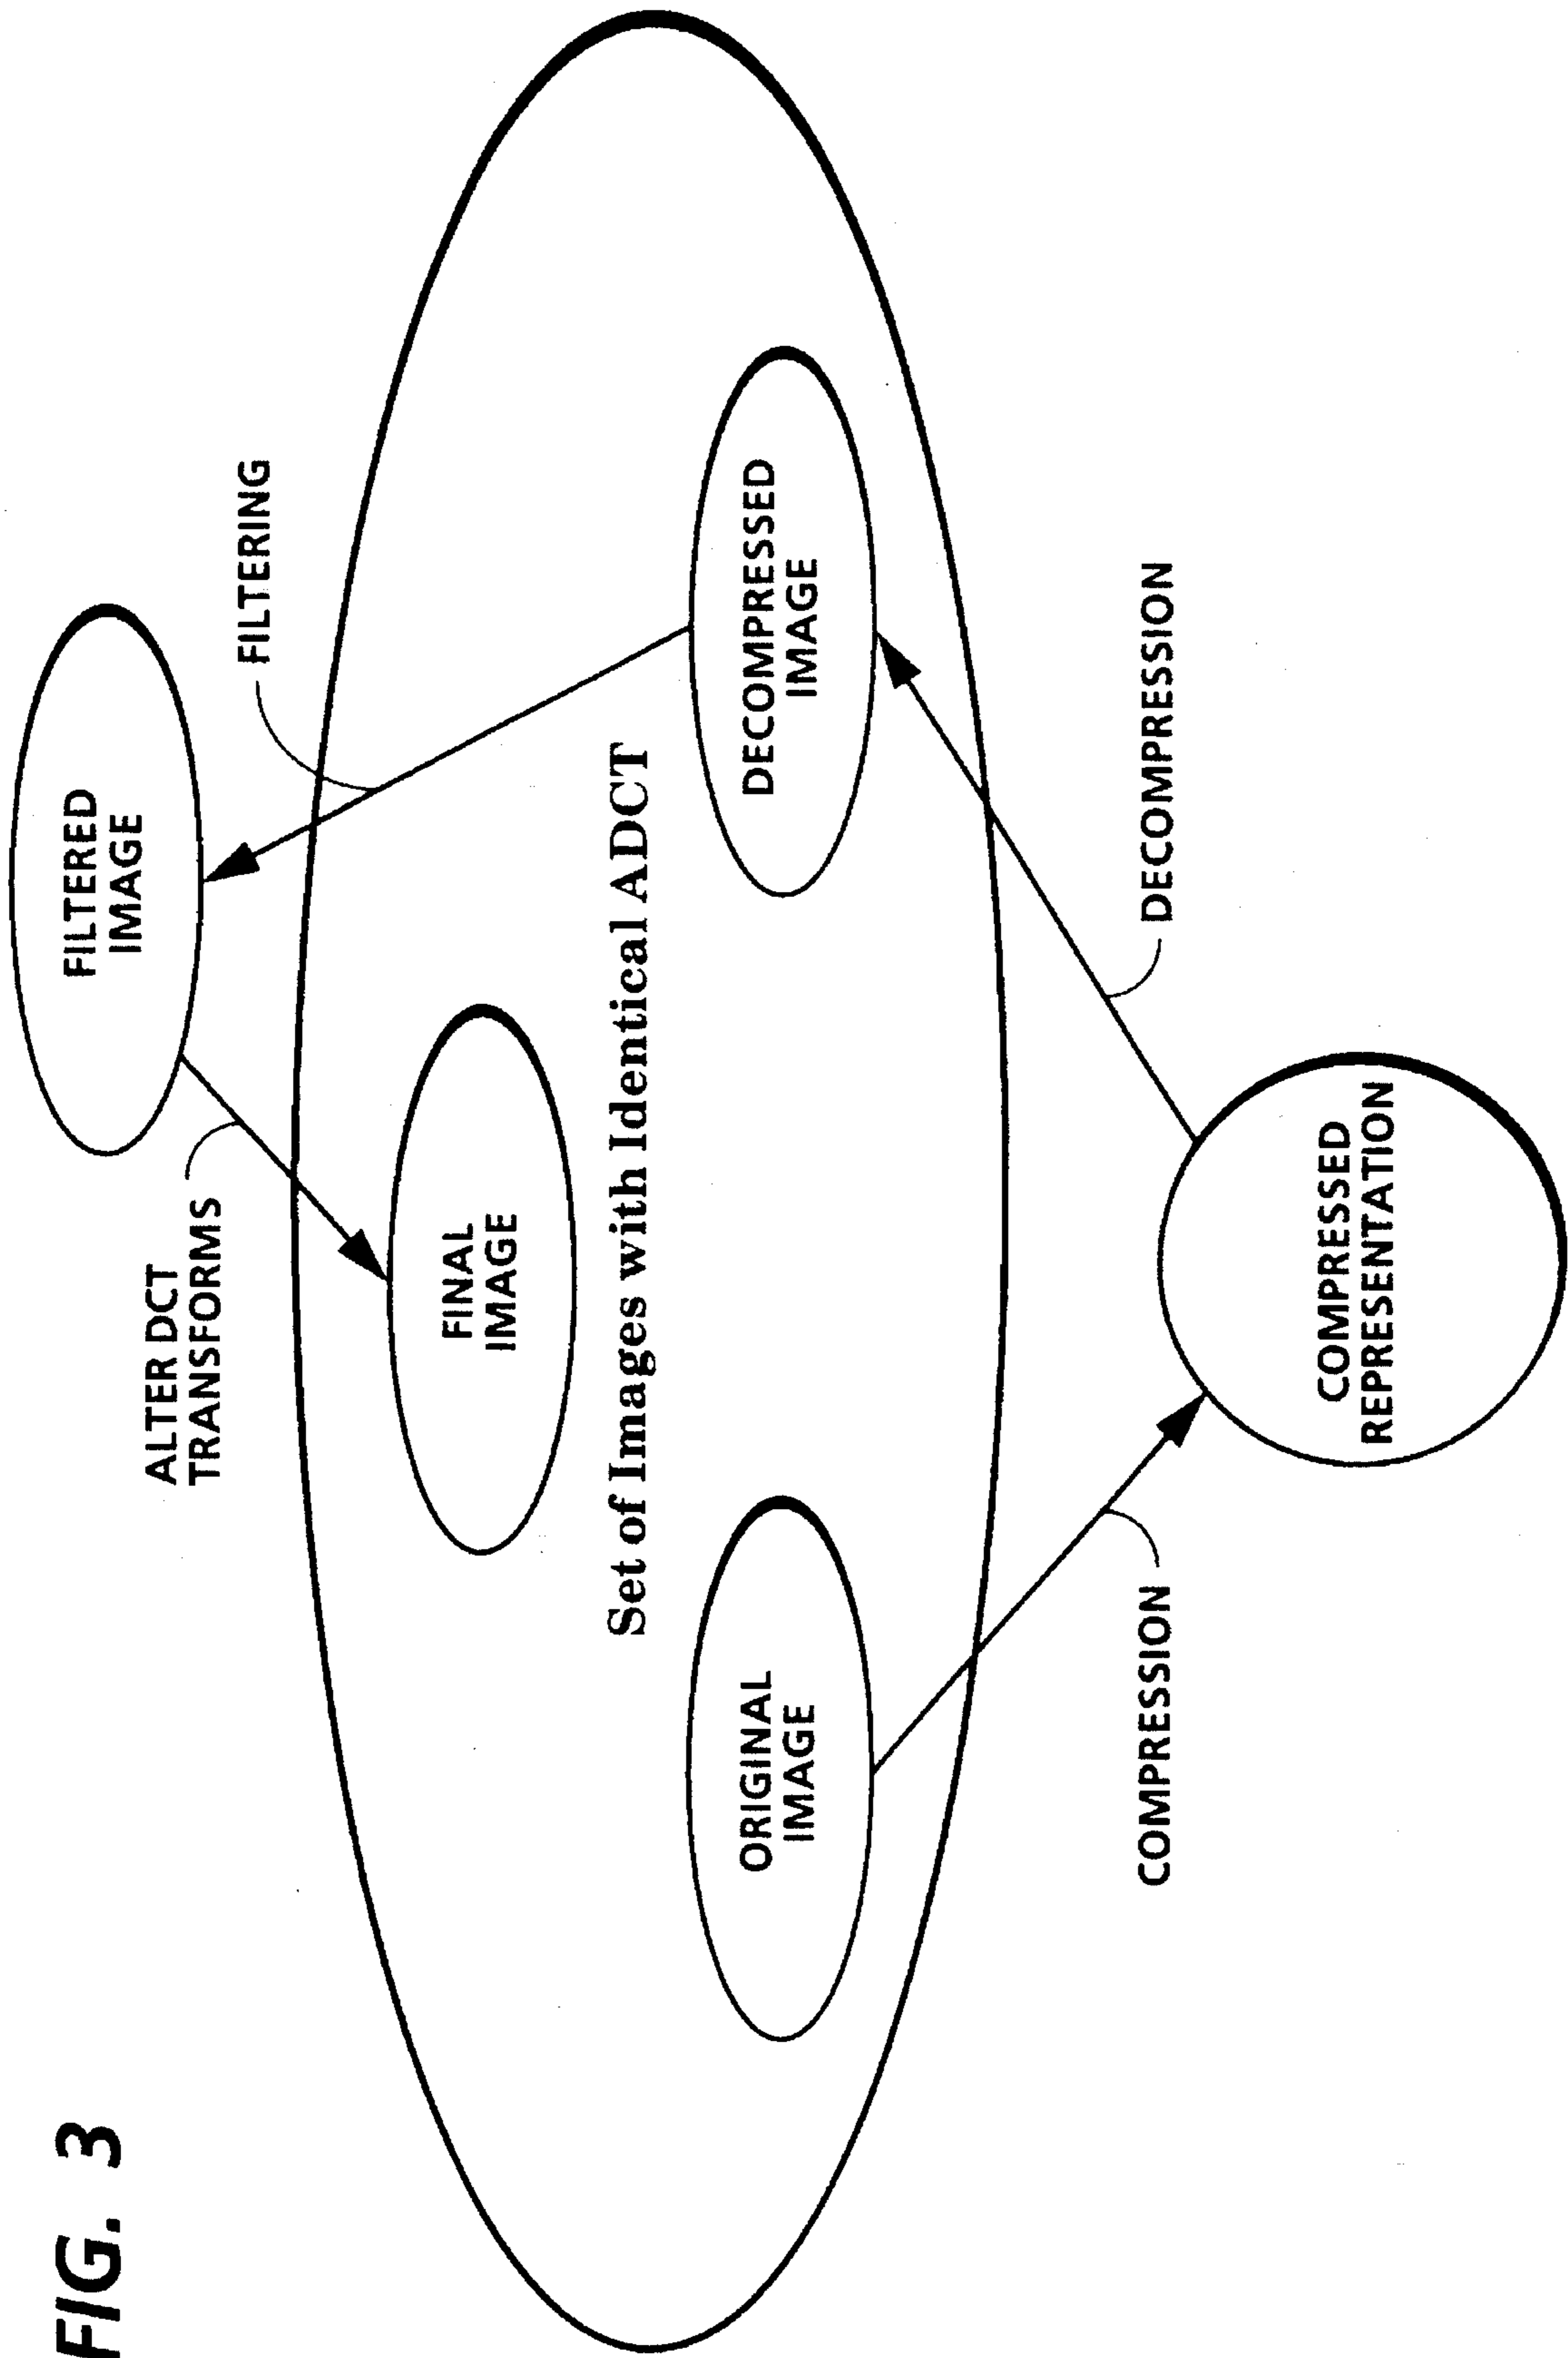 FIG. 3
FILTERED
IMAGE
ALTER DCT
TRANSFORMS
FILTERING
FINAL
IMAGE
Set of Images with Identical ADCT
ORIGINAL
IMAGE
DECOMPRESSED
IMAGE
COMPRESSION
DECOMPRESSION
COMPRESSED
REPRESENTATION